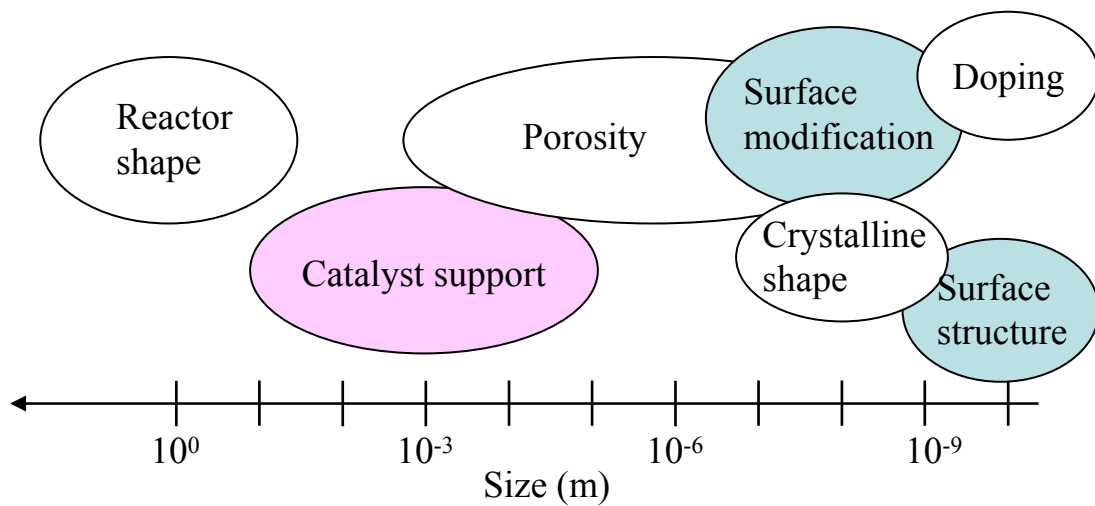 Reactor
shape
Porosity
Surface
modification
Doping
Catalyst support
Crystalline
shape
Surface
structure
10⁰
10⁻³
10⁻⁶
10⁻⁹
Size (m)